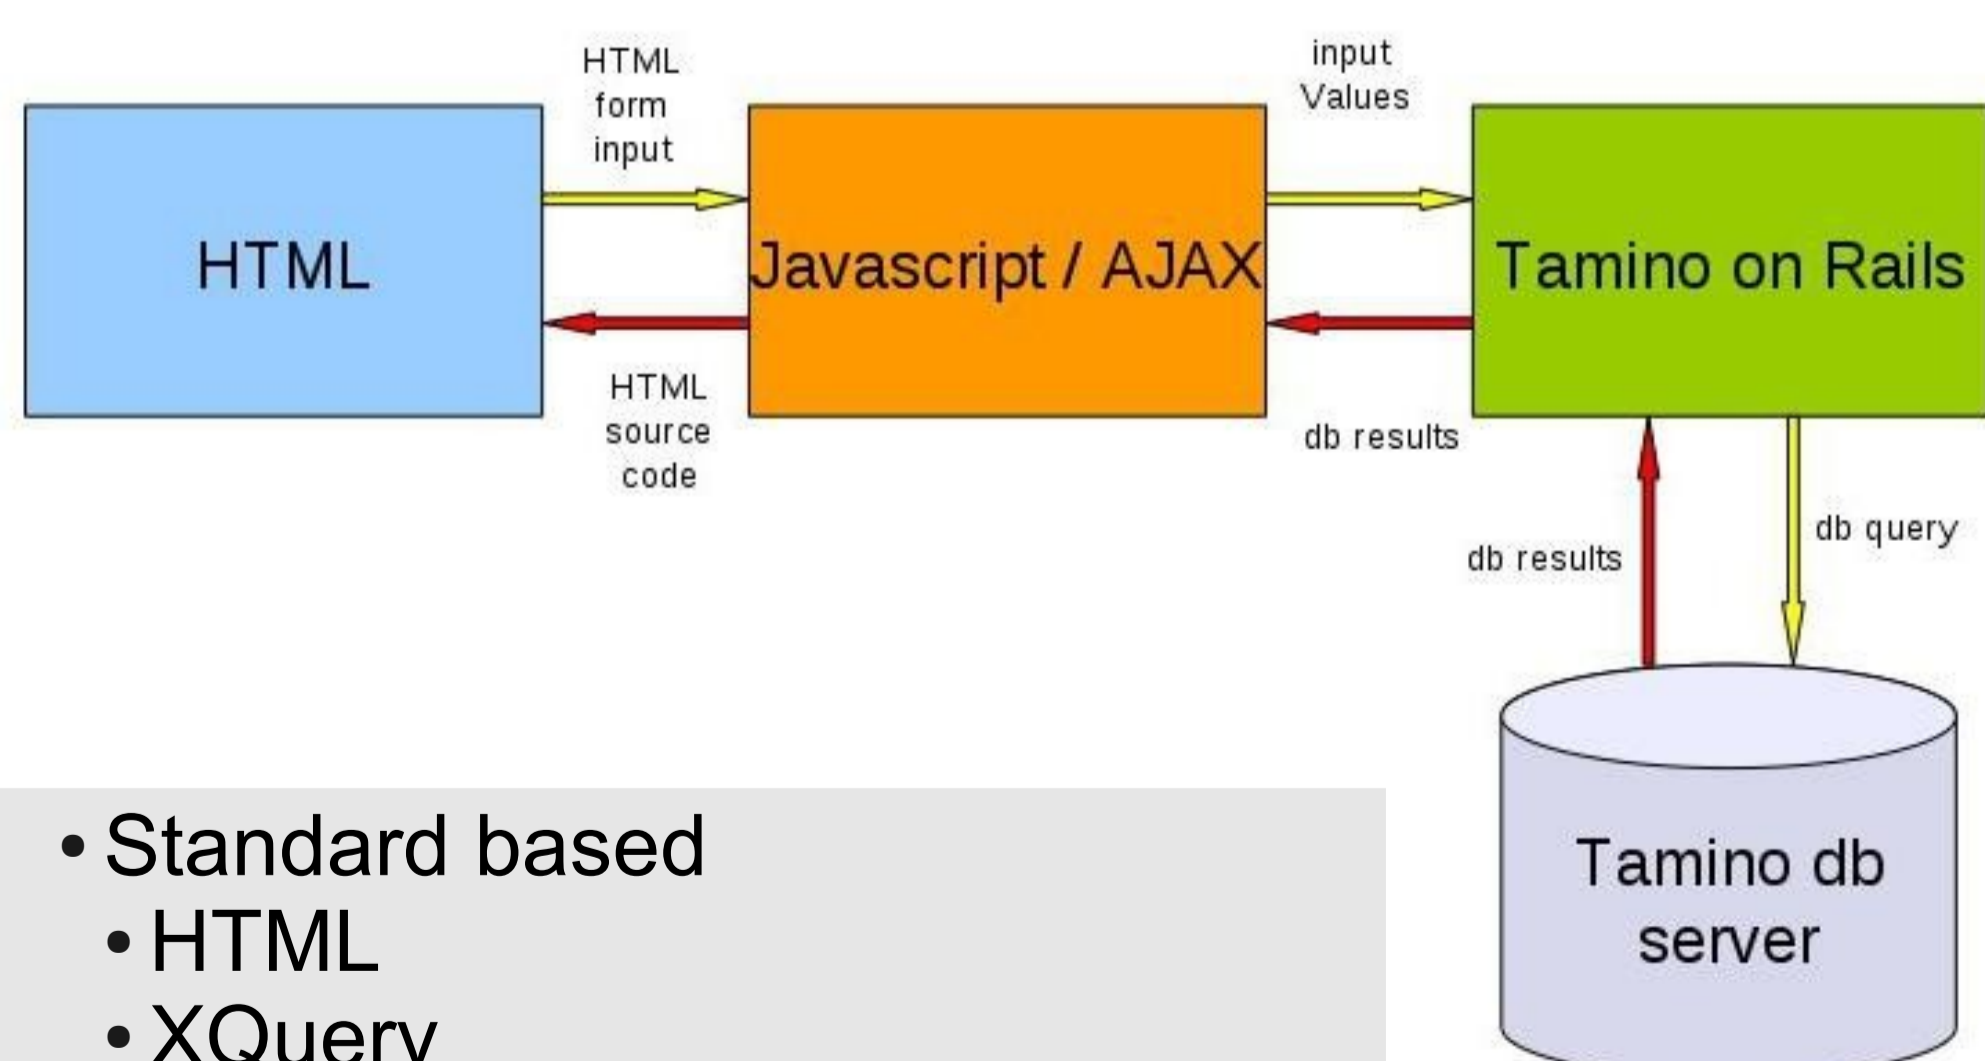 HTML
form
input
input
Values
HTML
Javascript / AJAX
Tamino on Rails
HTML
source
code
db results
db results
db query
Tamino db
server
• Standard based
• HTML
• XQuery